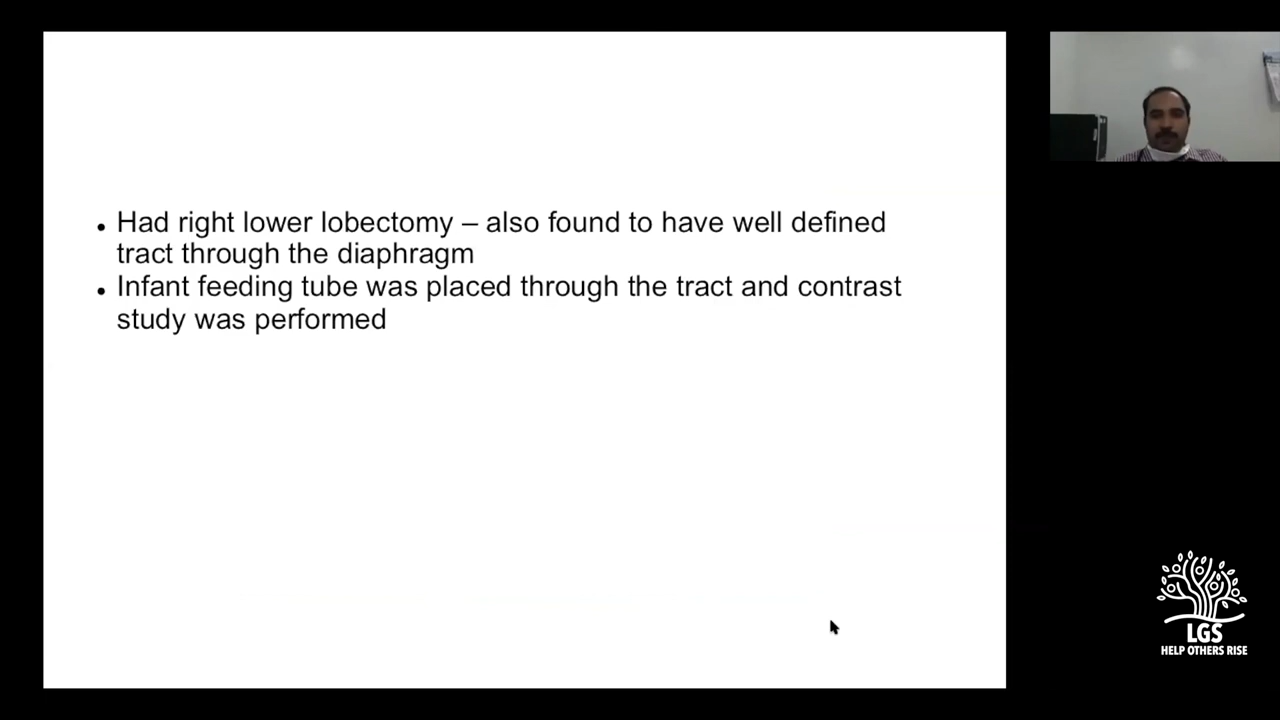 • Had right lower lobectomy – also found to have well defined
tract through the diaphragm
• Infant feeding tube was placed through the tract and contrast
study was performed
LGS
HELP OTHERS RISE